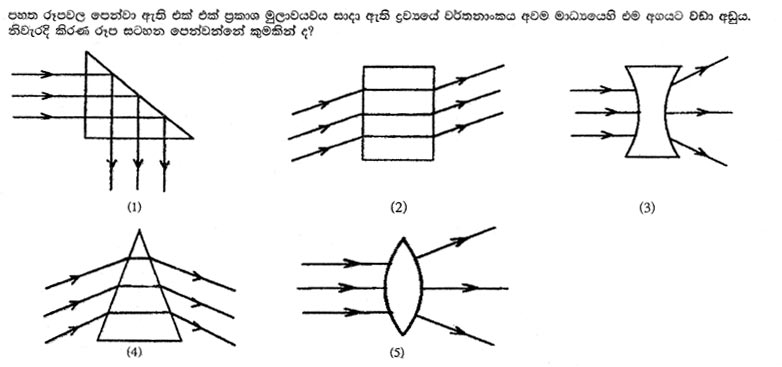 පහත රූපවල පෙන්වා ඇති එක් එක් ප්‍රකාශ මූලාවයවය සාදා ඇති ද්‍රව්‍යයේ වර්තනාංකය අවම මාධ්‍යයෙහි එම අගයට වඩා අඩුය.
නිවැරදි කිරණ රූප සටහන පෙන්වන්නේ කුමකින් ද?
(1)
(2)
(3)
(4)
(5)